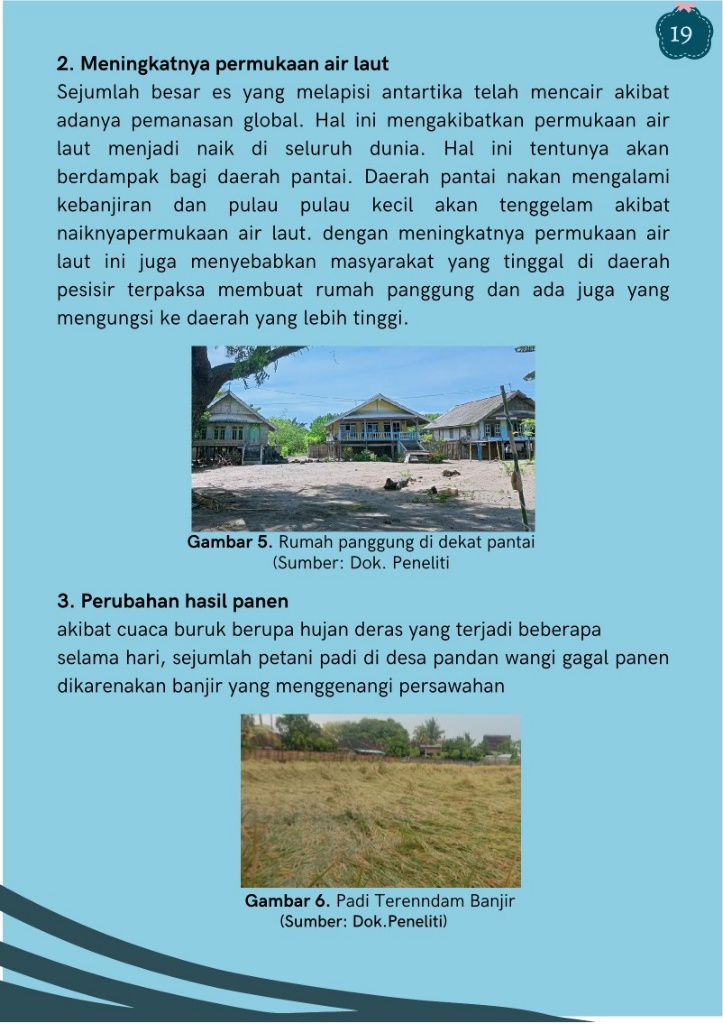 19
2. Meningkatnya permukaan air laut
Sejumlah besar es yang melapisi antartika telah mencair akibat
adanya pemanasan global. Hal ini mengakibatkan permukaan air
laut menjadi naik di seluruh dunia. Hal ini tentunya akan
berdampak bagi daerah pantai. Daerah pantai nakan mengalami
kebanjiran dan pulau pulau kecil akan tenggelam akibat
naiknyapermukaan air laut. dengan meningkatnya permukaan air
laut ini juga menyebabkan masyarakat yang tinggal di daerah
pesisir terpaksa membuat rumah panggung dan ada juga yang
mengungsi ke daerah yang lebih tinggi.
Gambar 5. Rumah panggung di dekat pantai
(Sumber: Dok. Peneliti
3. Perubahan hasil panen
akibat cuaca buruk berupa hujan deras yang terjadi beberapa
selama hari, sejumlah petani padi di desa pandan wangi gagal panen
dikarenakan banjir yang menggenangi persawahan
Gambar 6. Padi Terenndam Banjir
(Sumber: Dok.Peneliti)